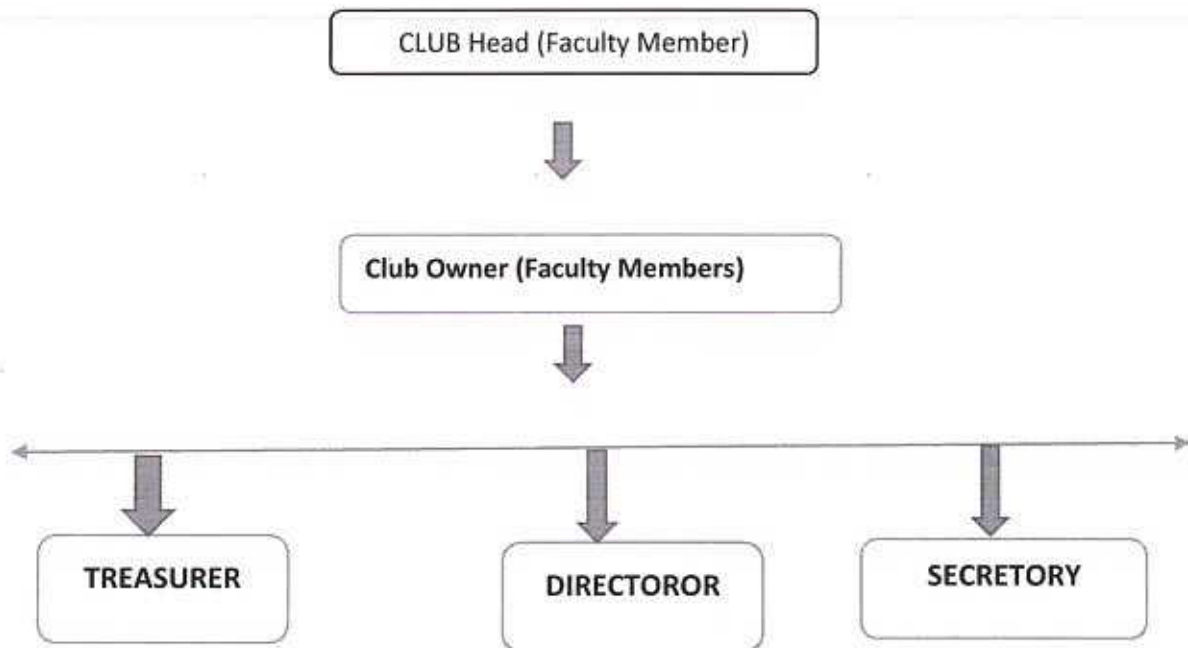 CLUB Head (Faculty Member)
Club Owner (Faculty Members)
TREASURER
DIRECTOROR
SECRETORY